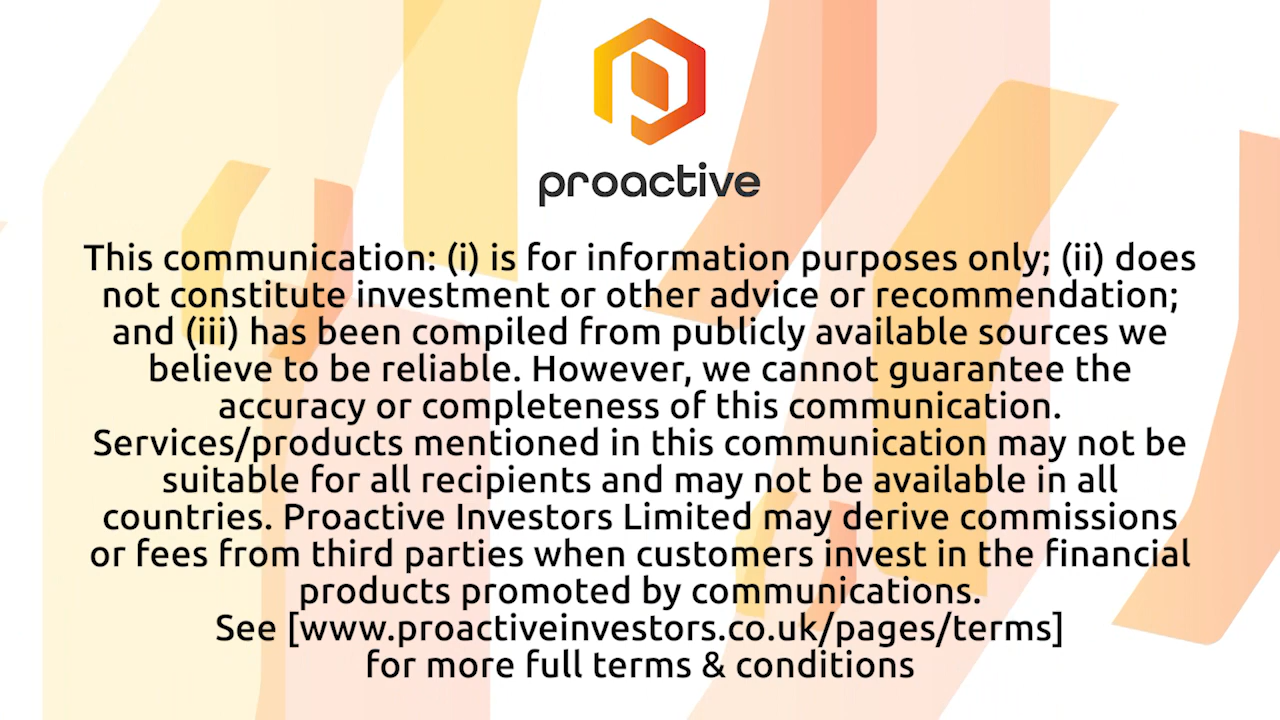 proactive
This communication: (i) is for information purposes only; (ii) does
not constitute investment or other advice or recommendation;
and (iii) has been compiled from publicly available sources we
believe to be reliable. However, we cannot guarantee the
accuracy or completeness of this communication.
Services/products mentioned in this communication may not be
suitable for all recipients and may not be available in all
countries. Proactive Investors Limited may derive commissions
or fees from third parties when customers invest in the financial
products promoted by communications.
See [www.proactiveinvestors.co.uk/pages/terms]
for more full terms & conditions